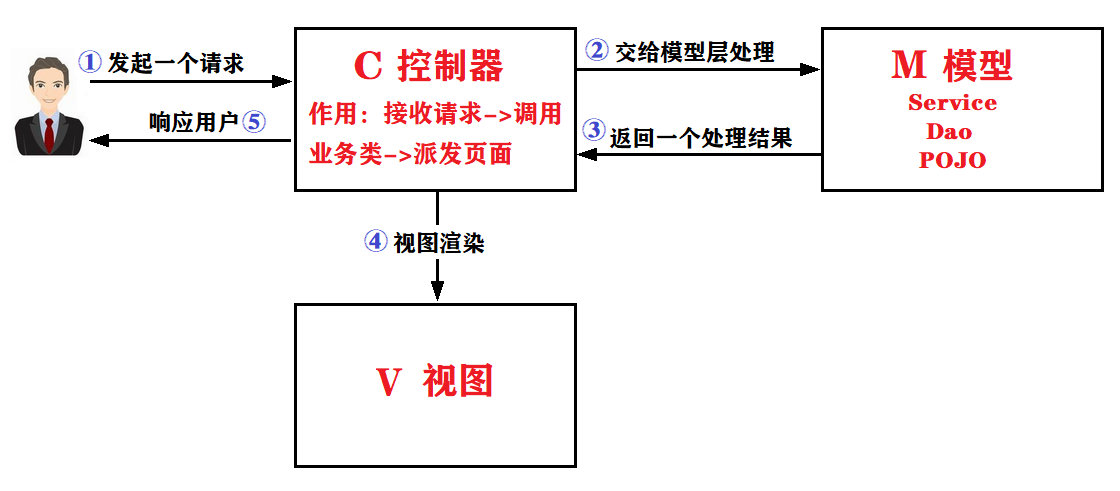 ① 发起一个请求
响应用户⑤
C 控制器
作用：接收请求->调用
业务类->派发页面
② 交给模型层处理
③ 返回一个处理结果
M 模型
Service
Dao
POJO
④ 视图渲染
V 视图